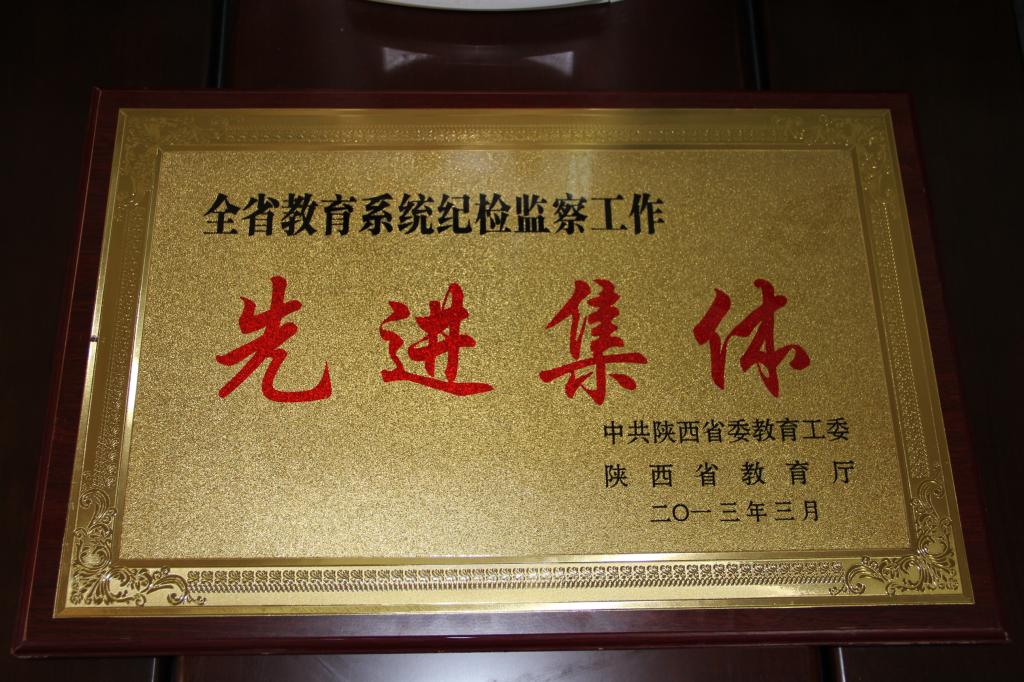 全省教育系统纪检监察工作
先进集体
中共陕西省委教育工委
陕西省教育厅
二〇一三年三月